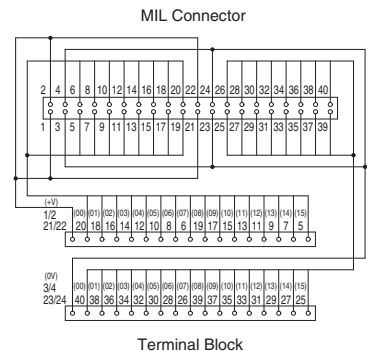 MIL Connector
2 4 6 8 10 12 14 16 18 20 22 24 26 28 30 32 34 36 38 40
1 3 5 7 9 11 13 15 17 19 21 23 25 27 29 31 33 35 37 39
(+V)
1/2 (00) (01) (02) (03) (04) (05) (06) (07) (08) (19) (10) (11) (12) (13) (14) (15)
21/22 20 18 16 14 12 10 8 6 19 17 15 13 11 9 7 5
(0V)
3/4 (00) (01) (02) (03) (04) (05) (06) (07) (08) (19) (10) (11) (12) (13) (14) (15)
23/24 40 38 36 34 32 30 28 26 39 37 35 33 31 29 27 25
Terminal Block